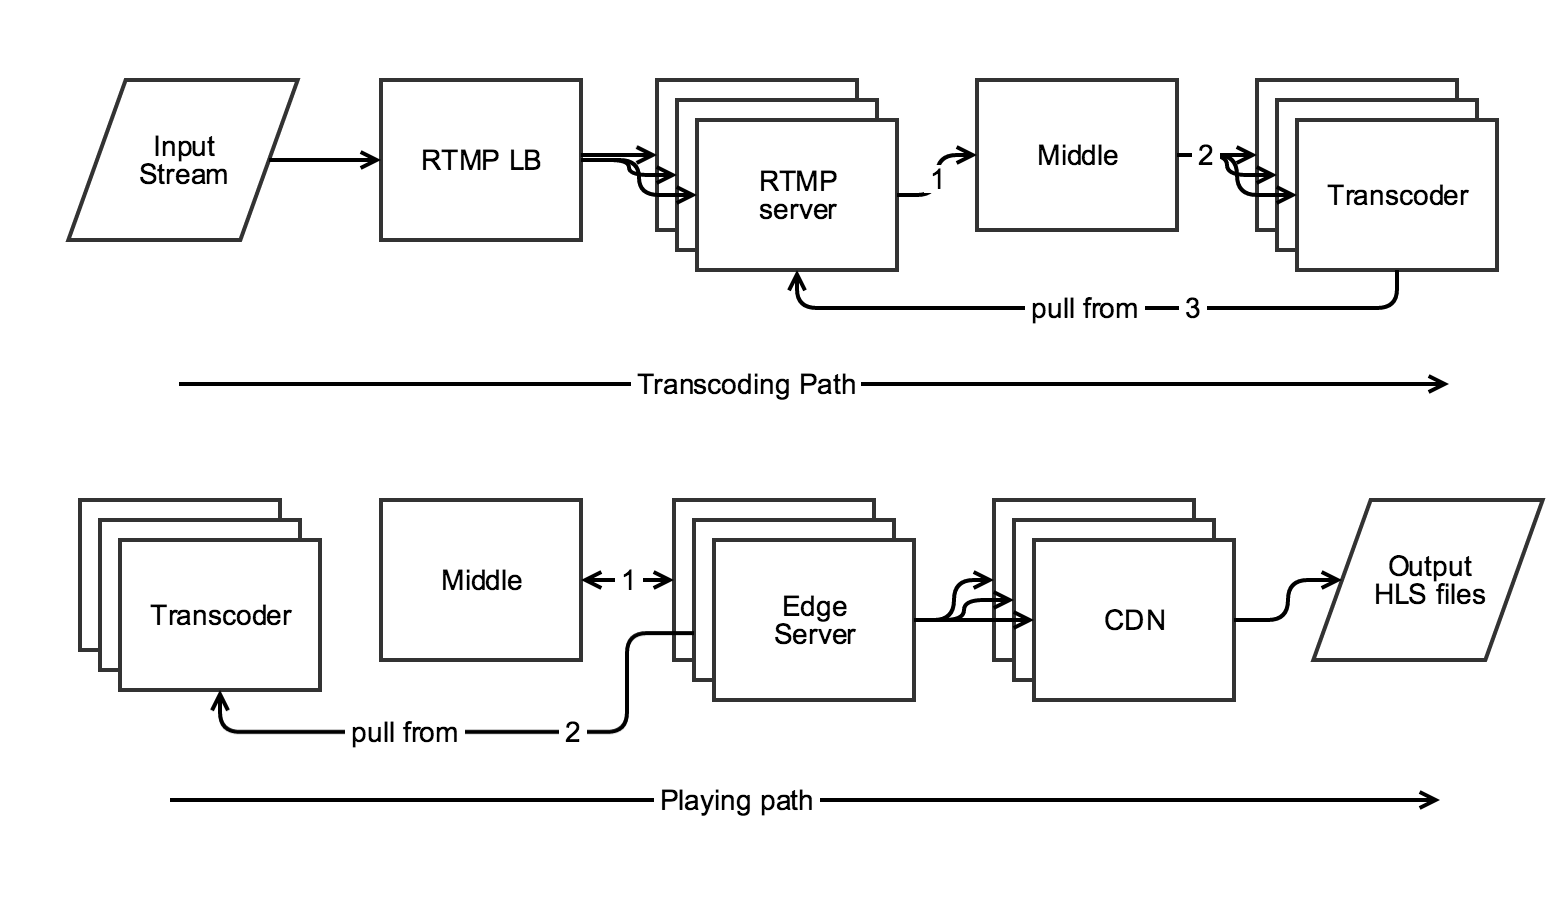 Input
Stream
RTMP LB
RTMP
server
1
Middle
2
Transcoder
pull from
3
Transcoding Path
Transcoder
Middle
1
Edge
Server
CDN
Output
HLS files
pull from
2
Playing path